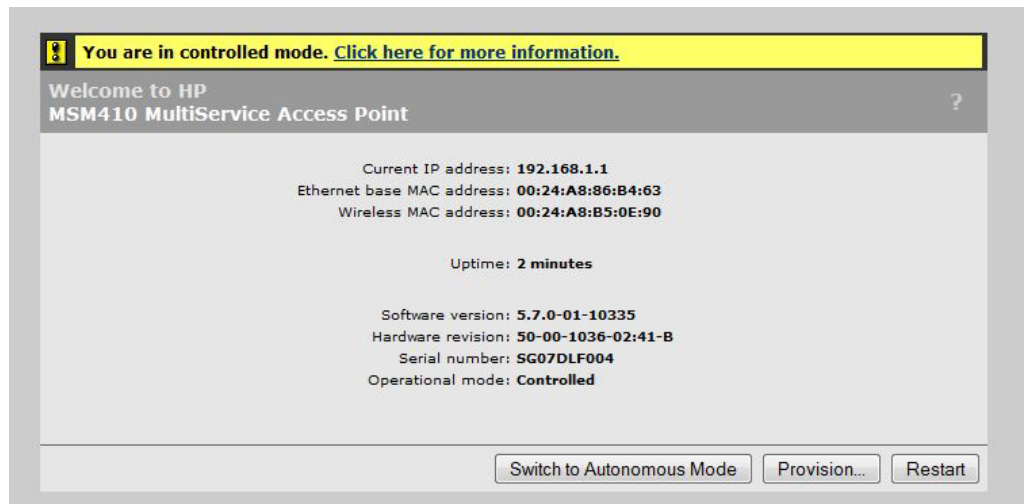 You are in controlled mode. Click here for more information.
Welcome to HP
MSM410 MultiService Access Point
?
Current IP address: 192.168.1.1
Ethernet base MAC address: 00:24:A8:86:B4:63
Wireless MAC address: 00:24:A8:B5:0E:90
Uptime: 2 minutes
Software version: 5.7.0-01-10335
Hardware revision: 50-00-1036-02:41-B
Serial number: SG07DLF004
Operational mode: Controlled
Switch to Autonomous Mode Provision... Restart